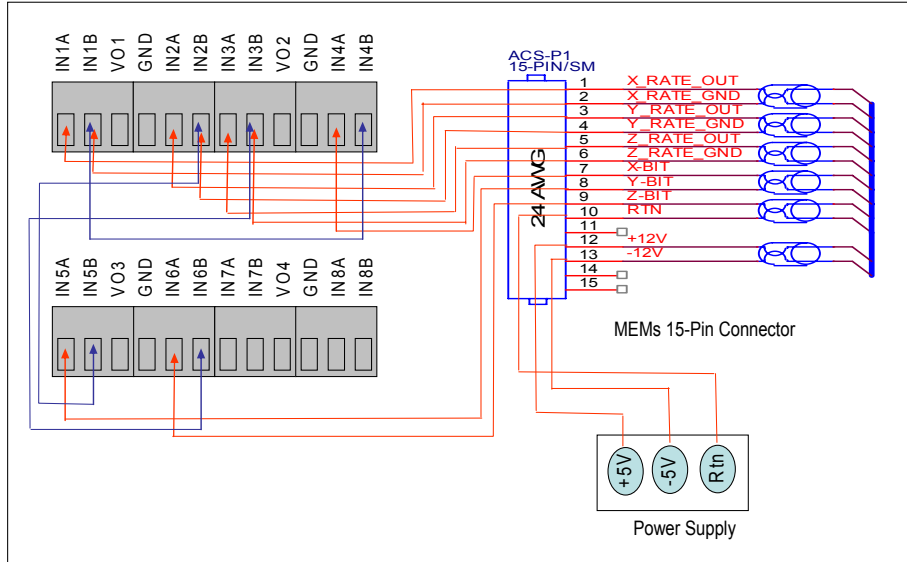 IN1A IN1B VO1 GND IN2A IN2B IN3A IN3B VO2 GND IN4A IN4B
ACS-P1
15-PIN/SM
24 AWG
1 X_RATE_OUT
2 X_RATE_GND
3 Y_RATE_OUT
4 Y_RATE_GND
5 Z_RATE_OUT
6 Z_RATE_GND
7 X-BIT
8 Y-BIT
9 Z-BIT
10 RTN
11
12 +12V
13 -12V
14
15
IN5A IN5B VO3 GND IN6A IN6B IN7A IN7B VO4 GND IN8A IN8B
MEMs 15-Pin Connector
+5V -5V Rtn
Power Supply